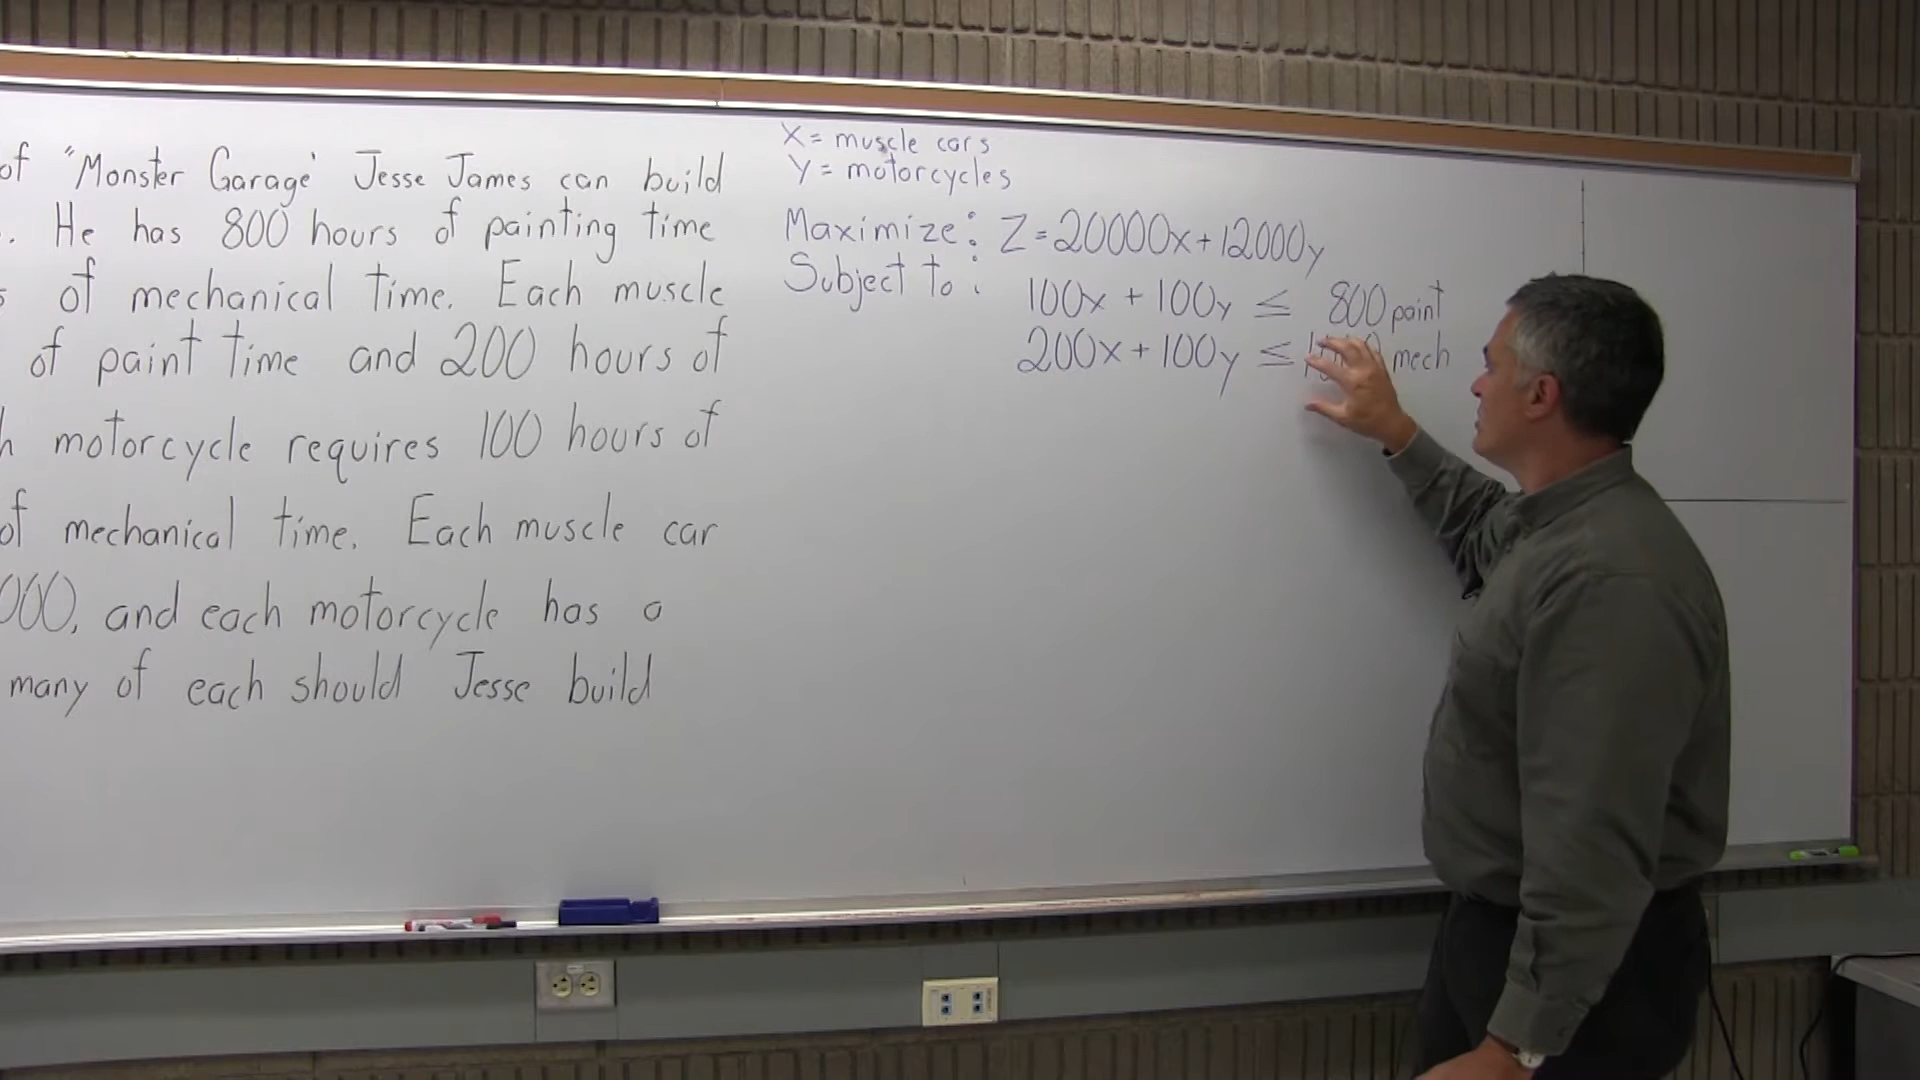 of "Monster Garage" Jesse James can build
. He has 800 hours of painting time
s of mechanical time. Each muscle
of paint time and 200 hours of
h motorcycle requires 100 hours of
of mechanical time. Each muscle car
000, and each motorcycle has a
many of each should Jesse build
X = muscle cars
Y = motorcycles
Maximize: Z = 20000x + 12000y
Subject to: 100x + 100y ≤ 800 paint
200x + 100y ≤ mech